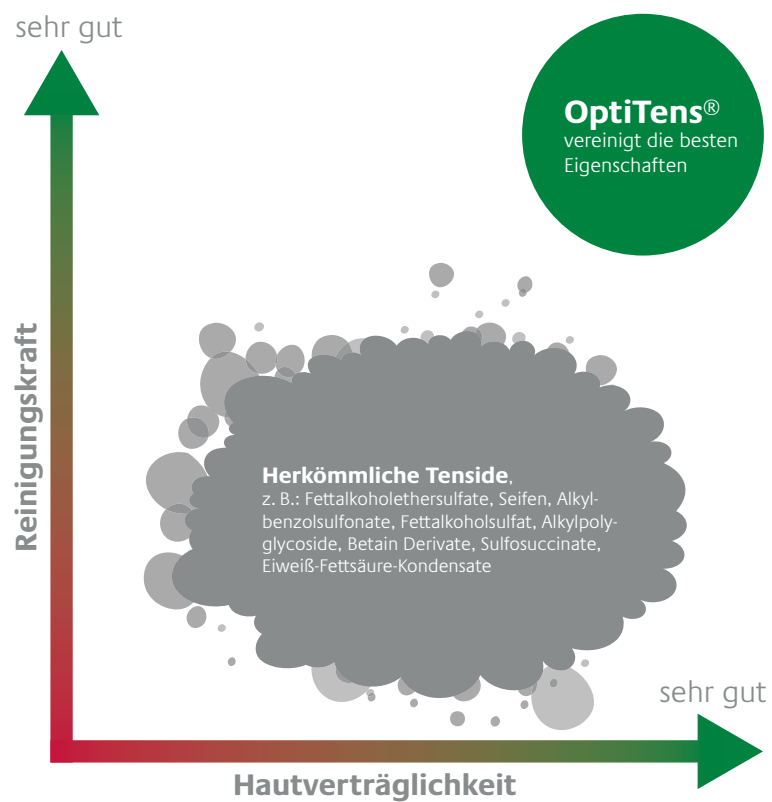 sehr gut
OptiTens®
vereinigt die besten
Eigenschaften
Reinigungskraft
Herkömmliche Tenside,
z. B.: Fettalkoholethersulfate, Seifen, Alkyl-
benzolsulfonate, Fettalkoholsulfat, Alkylpoly-
glycoside, Betain Derivate, Sulfosuccinate,
Eiweiß-Fettsäure-Kondensate
sehr gut
Hautverträglichkeit